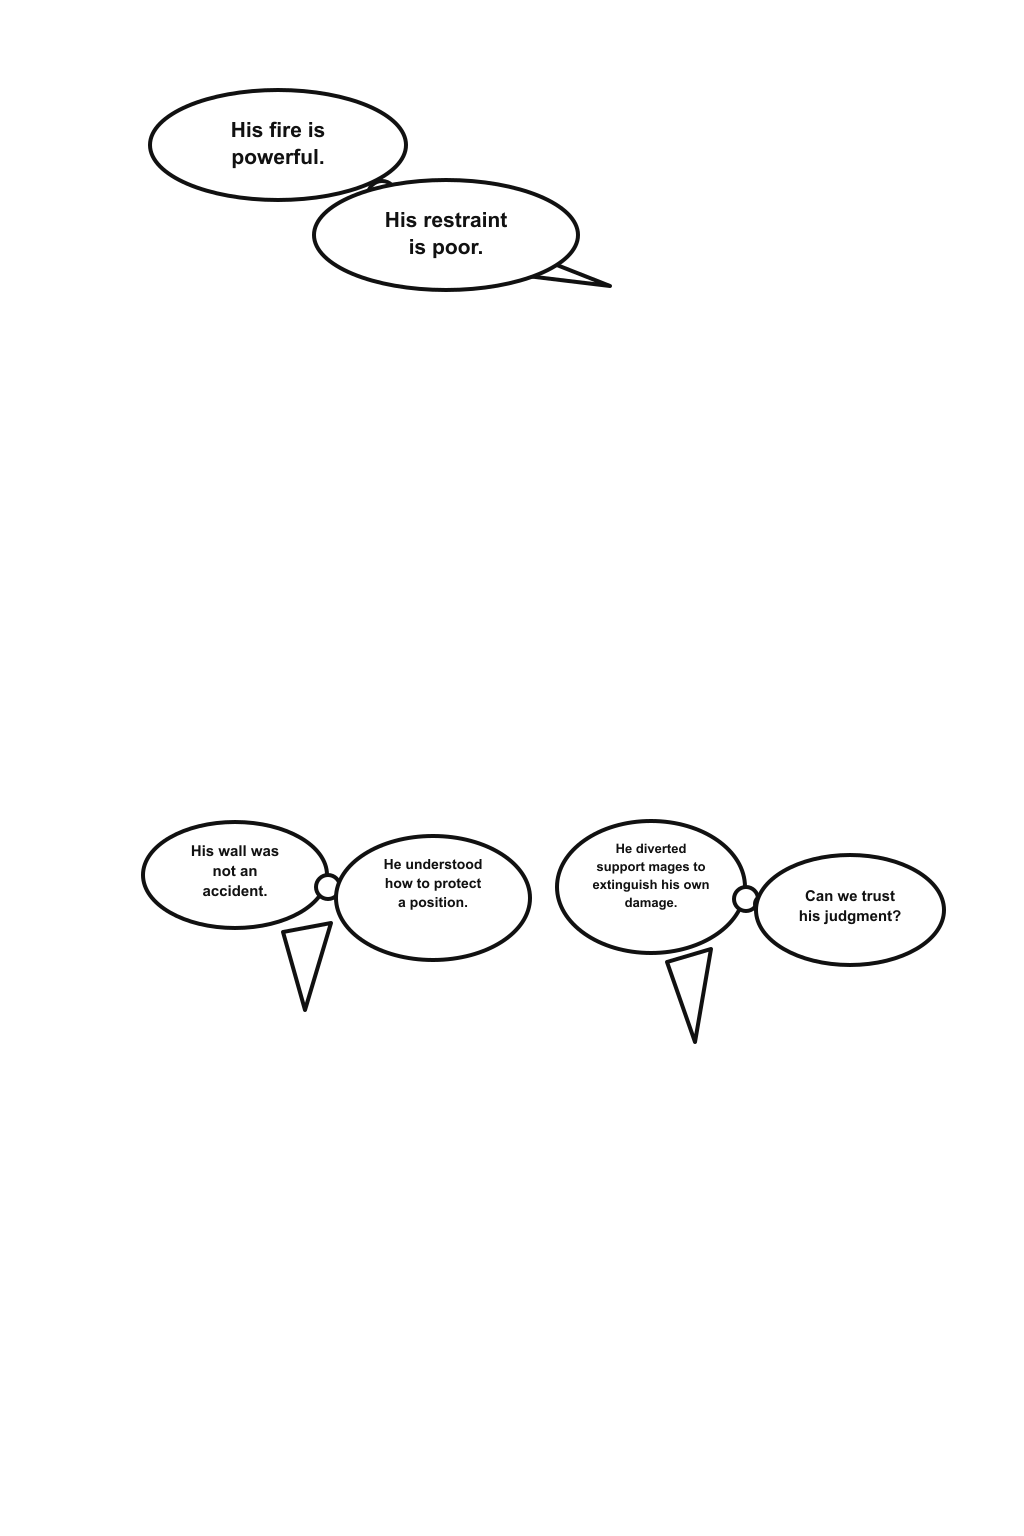 His fire is
powerful.
His restraint
is poor.
His wall was
not an
accident.
He understood
how to protect
a position.
He diverted
support mages to
extinguish his own
damage.
Can we trust
his judgment?